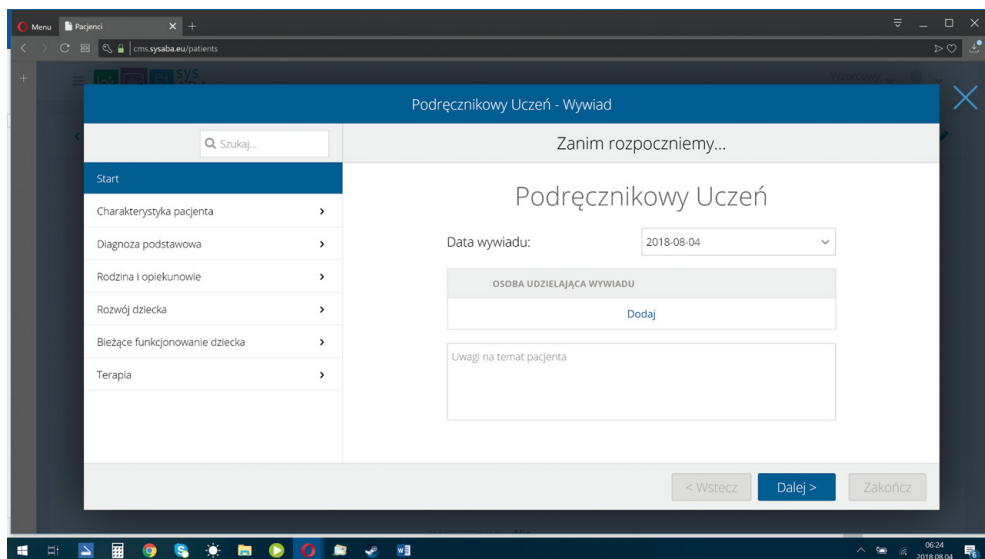 Menu
Pacjenci
cms.sysaba.eu/patients
sys
Wzorcowy
Podręcznikowy Uczeń - Wywiad
Szukaj...
Zanim rozpoczniemy...
Start
Charakterystyka pacjenta
Diagnoza podstawowa
Rodzina i opiekunowie
Rozwój dziecka
Bieżące funkcjonowanie dziecka
Terapia
Podręcznikowy Uczeń
Data wywiadu:
2018-08-04
OSOBA UDZIELAJĄCA WYWIADU
Dodaj
Uwagi na temat pacjenta
< Wstecz
Dalej >
Zakończ
06:24
2018.08.04